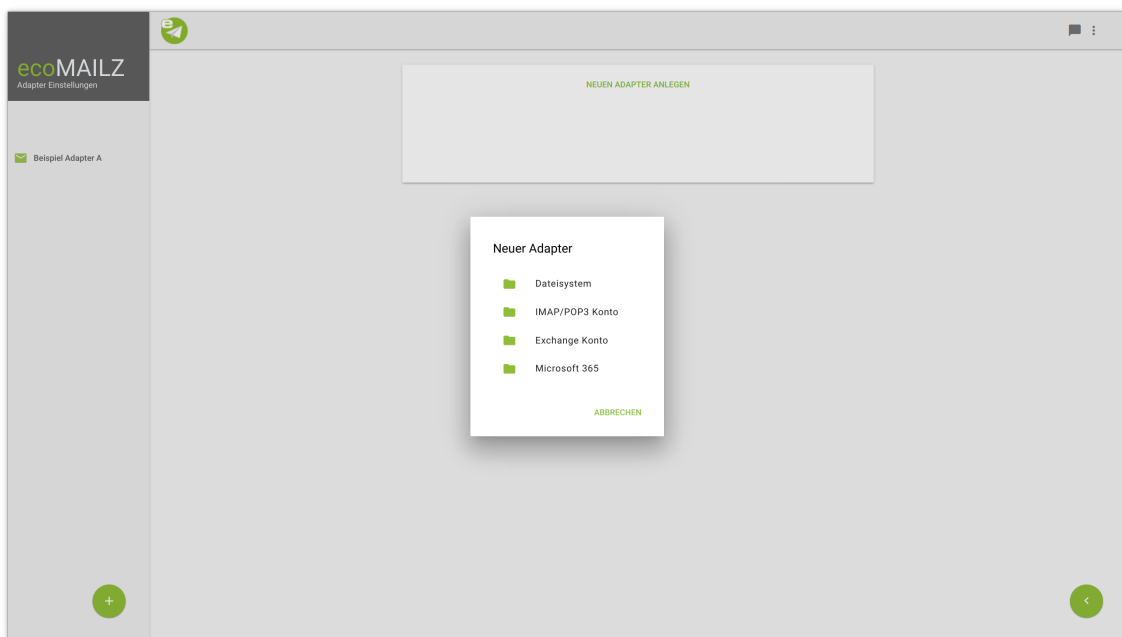 ecoMAILZ
Adapter Einstellungen
Beispiel Adapter A
e
NEUEN ADAPTER ANLEGEN
Neuer Adapter
Dateisystem
IMAP/POP3 Konto
Exchange Konto
Microsoft 365
ABBRECHEN